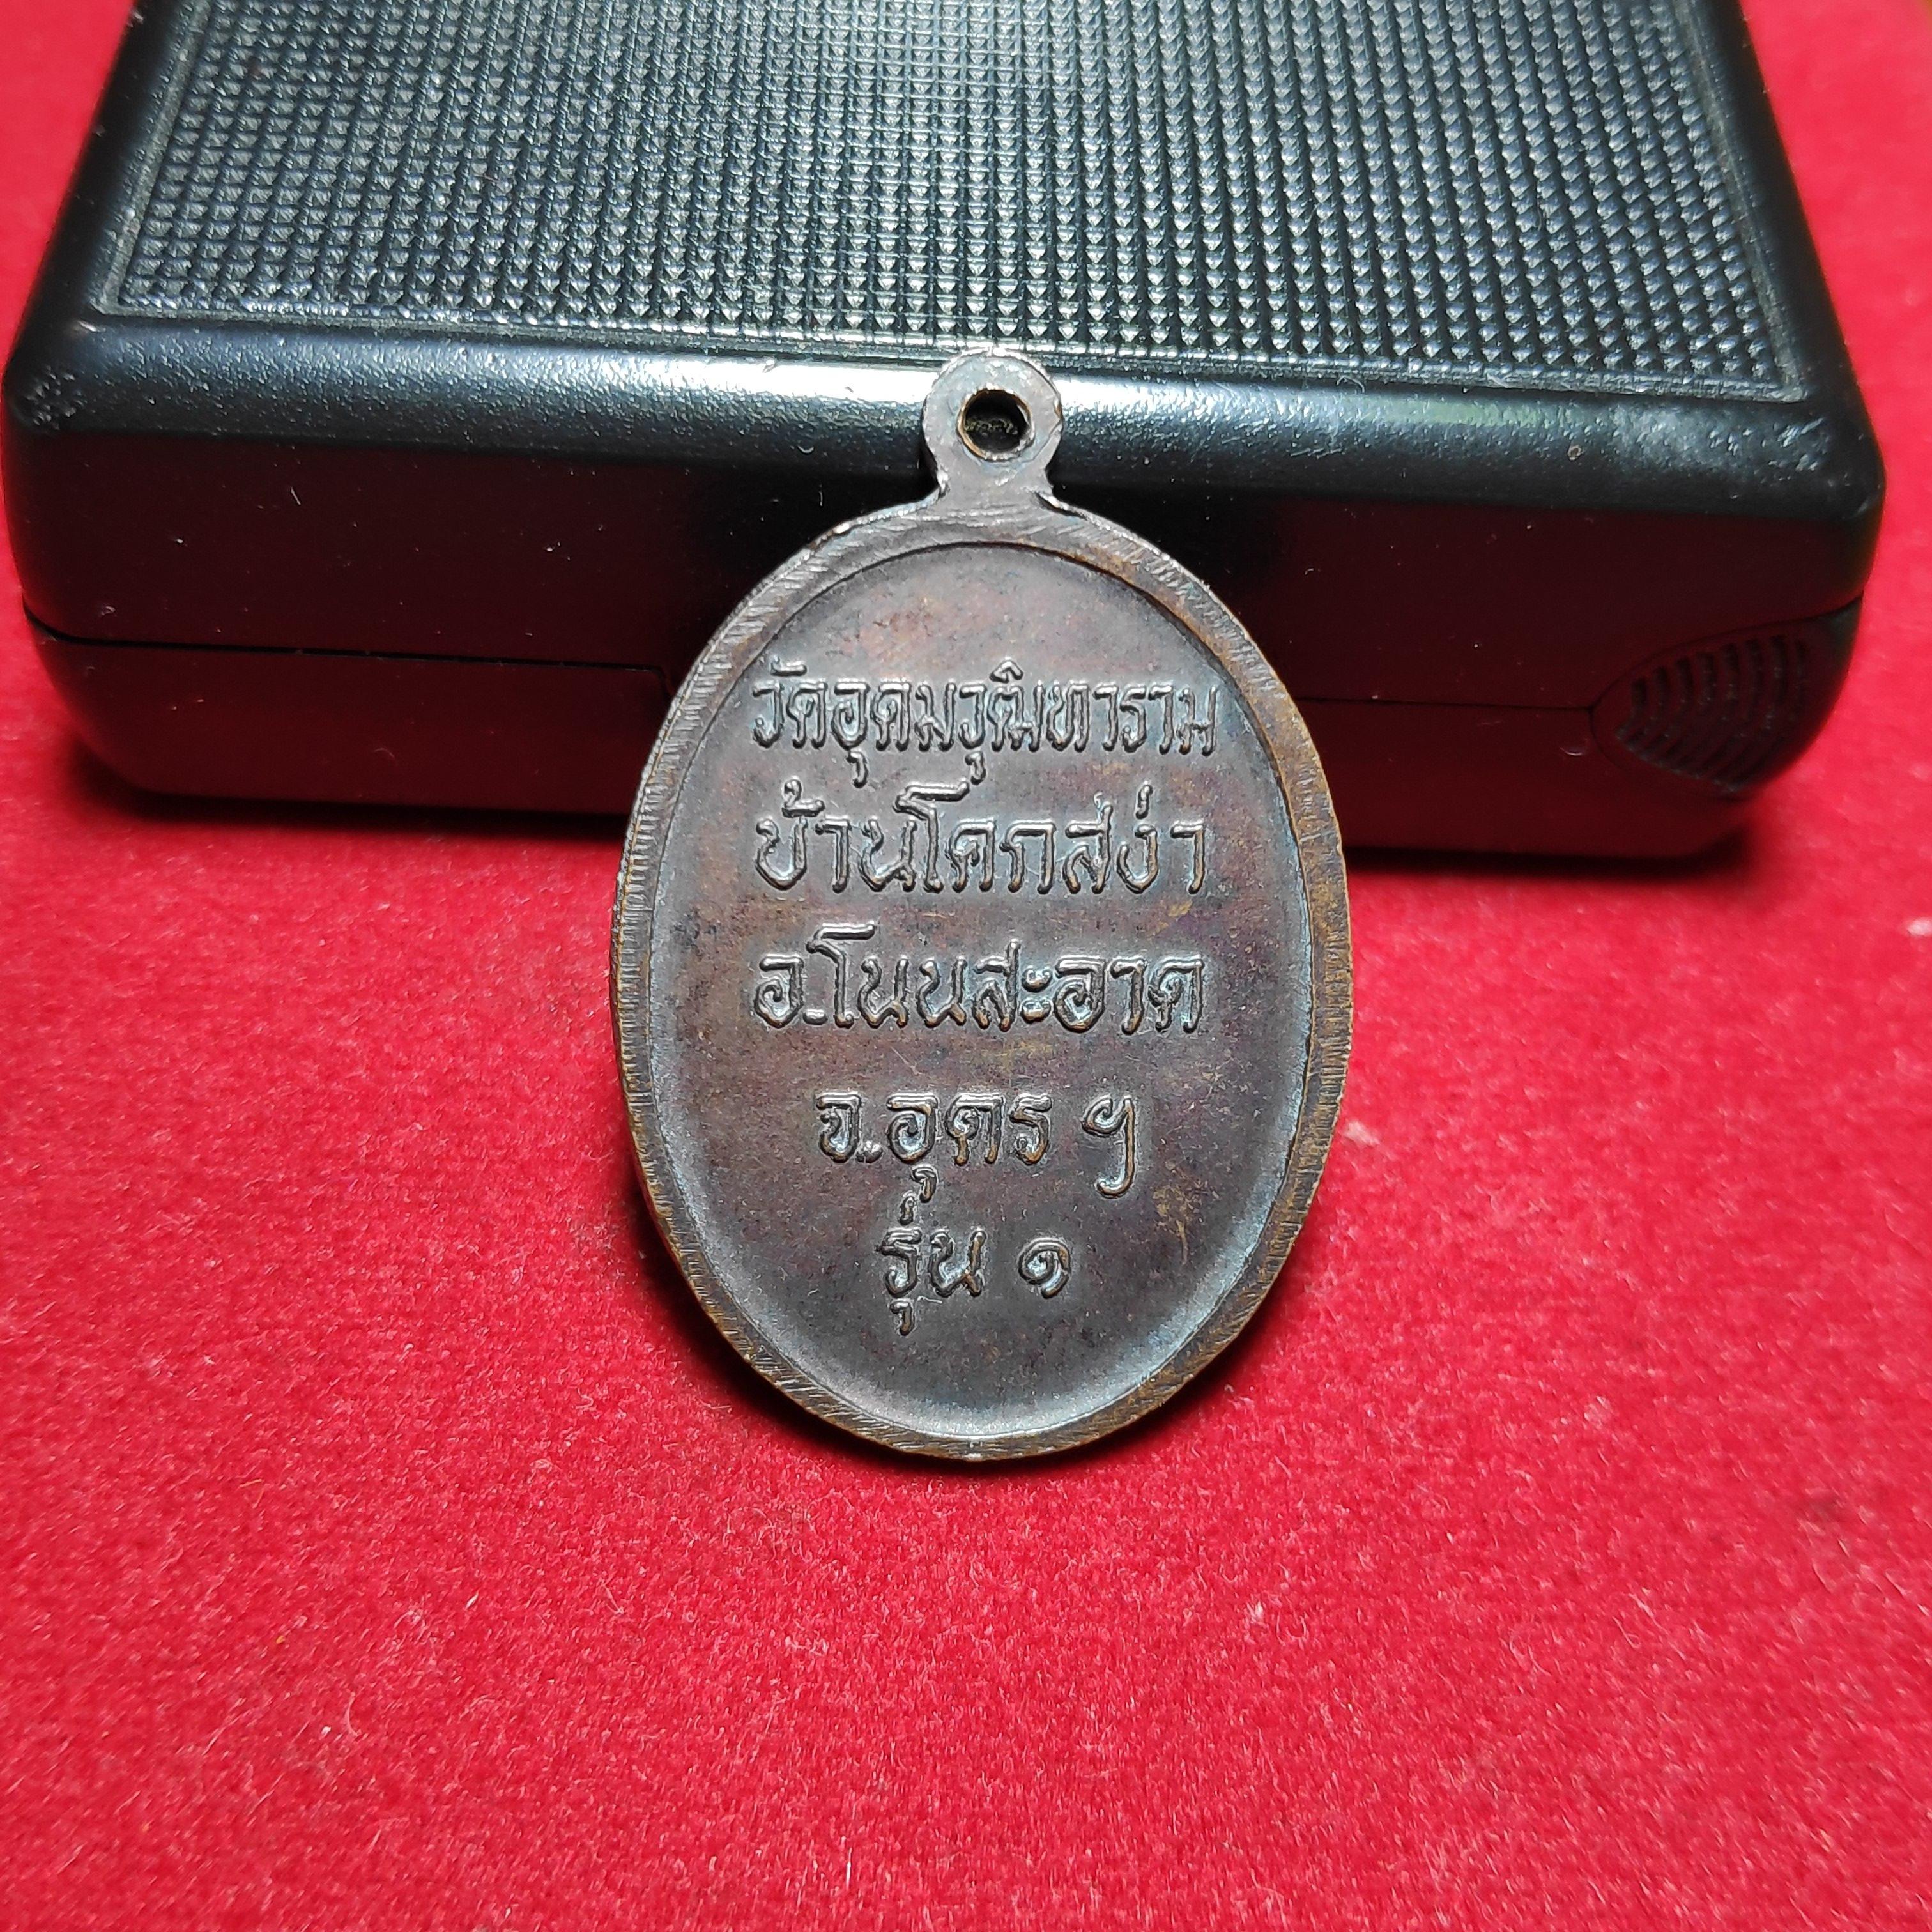 วัดอุดมวุฒิทาราม
บ้านโคกสง่า
อ.โนนสะอาด
จ.อุดร ฯ
รุ่น ๑